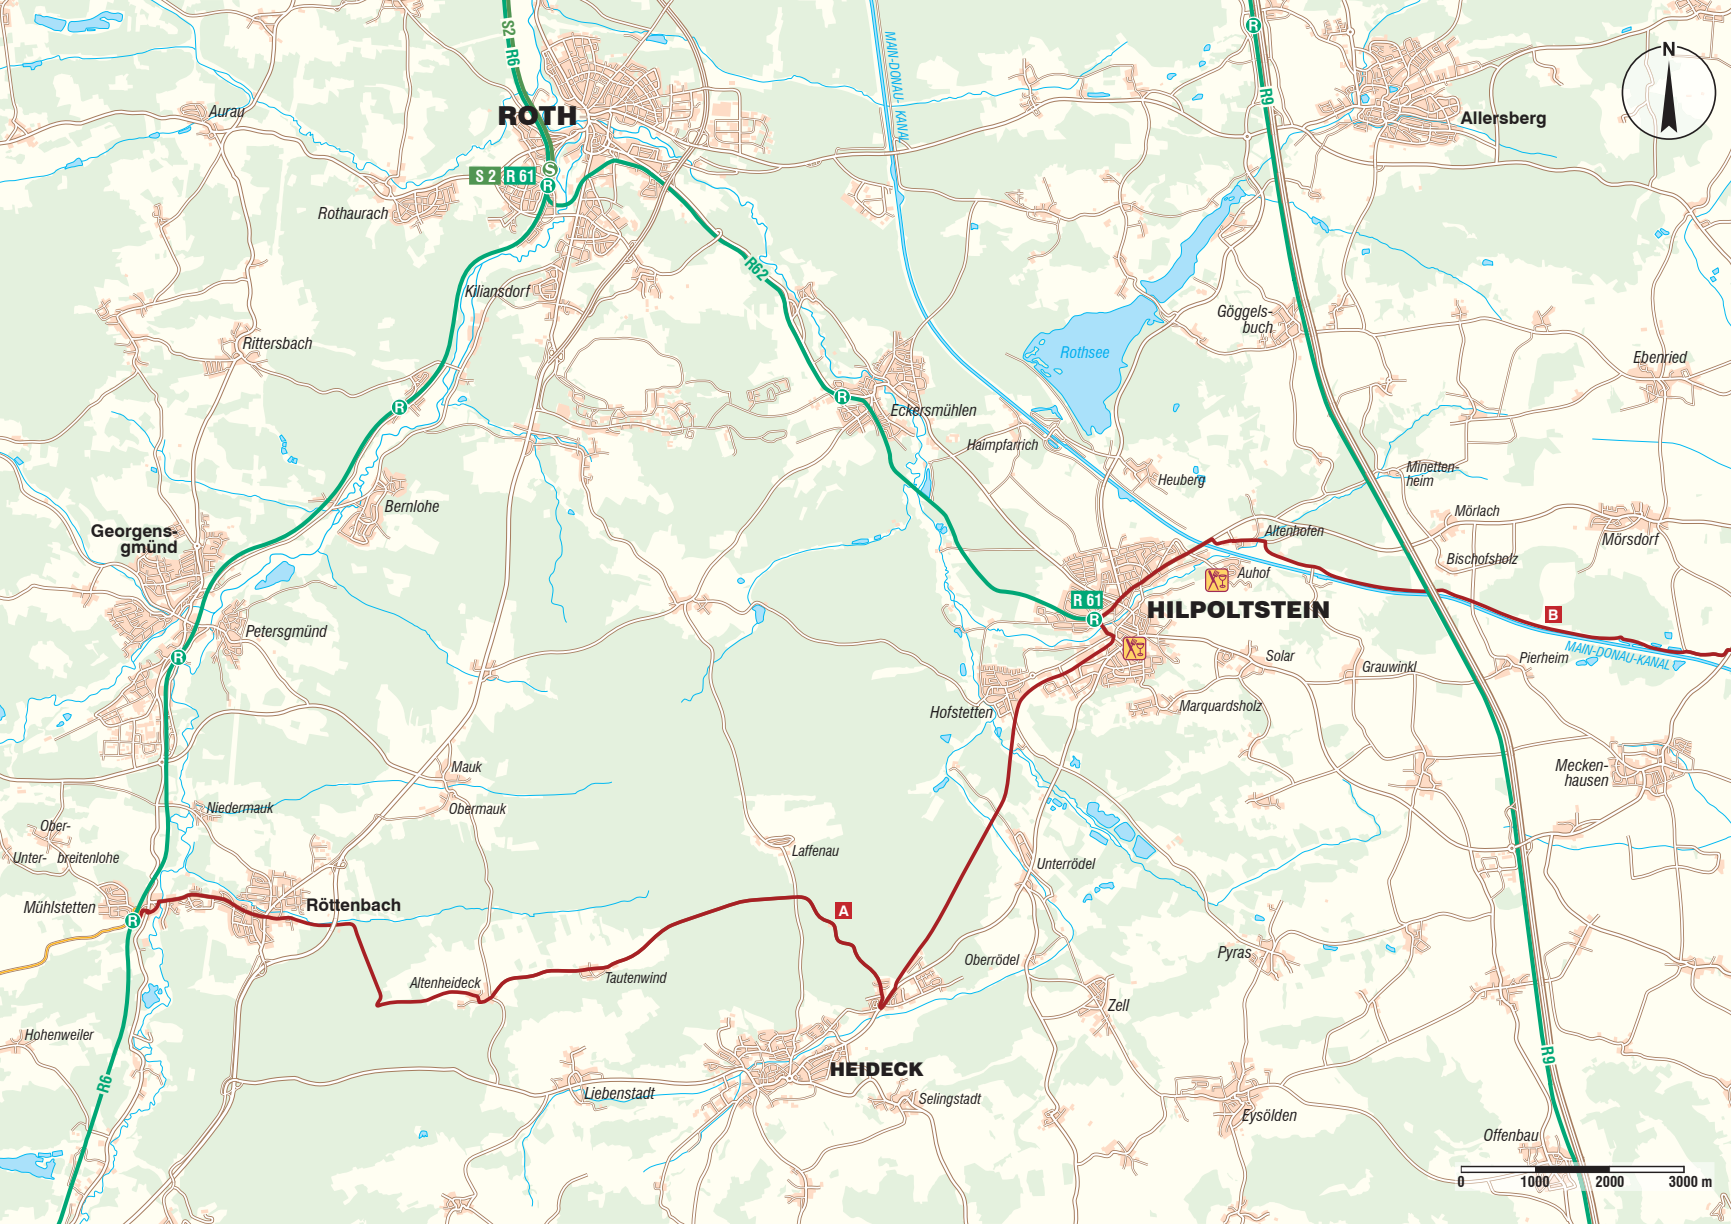 S2
R6
MAIN-DONAU-
KANAL
R9
N
Aurau
ROTH
Allersberg
S
S 2
R 61
R
Rothaurach
R62
Kiliansdorf
Göggels-
buch
Rittersbach
Rothsee
Ebenried
Eckersmühlen
Haimpfarrich
Heuberg
Minetten-
heim
Bernlohe
Mörlach
Georgens-
gmünd
Altenhofen
Mörsdorf
Bischofsholz
Auhof
R 61
HILPOLTSTEIN
B
Petersgmünd
Solar
Grauwinkl
Pierheim
MAIN-DONAU-KANAL
Hofstetten
Marquardsholz
Mauk
Mecken-
hausen
Niedermauk
Obermauk
Ober-
Unter-
breitenlohe
Laffenau
Unterrödel
Mühlstetten
R
Röttenbach
A
Altenheideck
Tautenwind
Oberrödel
Pyras
Zell
Hohenweiler
R6
HEIDECK
R9
Liebenstadt
Selingstadt
Eysölden
Offenbau
0
1000
2000
3000 m
R
R
R
R
R
R